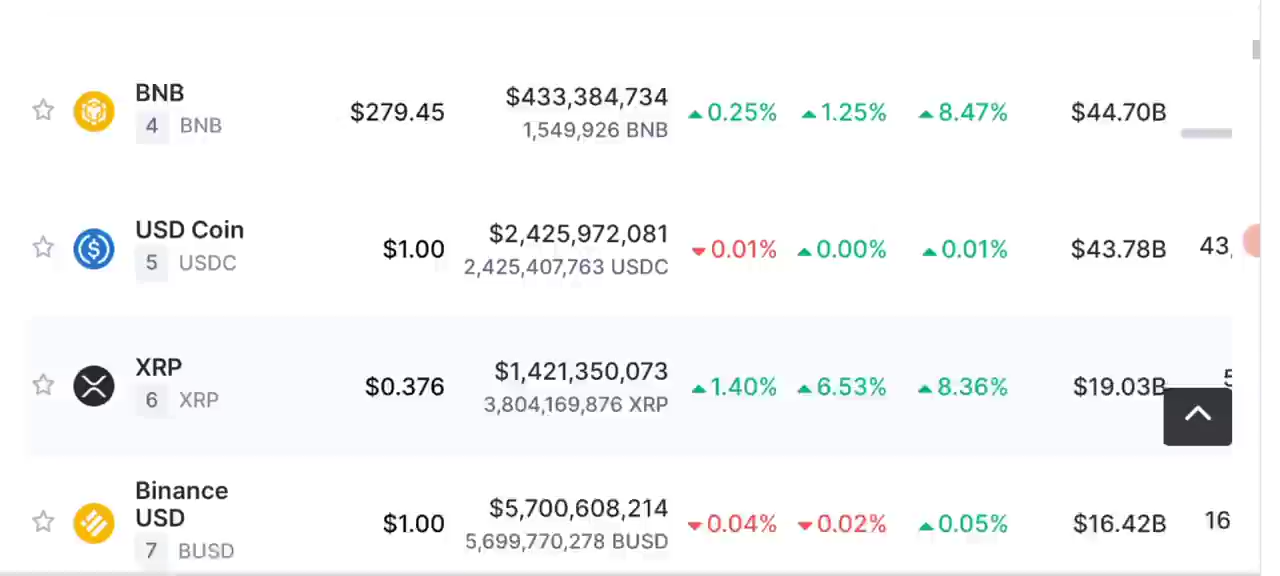 BNB
4 BNB
$279.45
$433,384,734
1,549,926 BNB
0.25%
1.25%
8.47%
$44.70B
USD Coin
5 USDC
$1.00
$2,425,972,081
2,425,407,763 USDC
0.01%
0.00%
0.01%
$43.78B
43,
XRP
6 XRP
$0.376
$1,421,350,073
3,804,169,876 XRP
1.40%
6.53%
8.36%
$19.03B
Binance
USD
7 BUSD
$1.00
$5,700,608,214
5,699,770,278 BUSD
0.04%
0.02%
0.05%
$16.42B
16